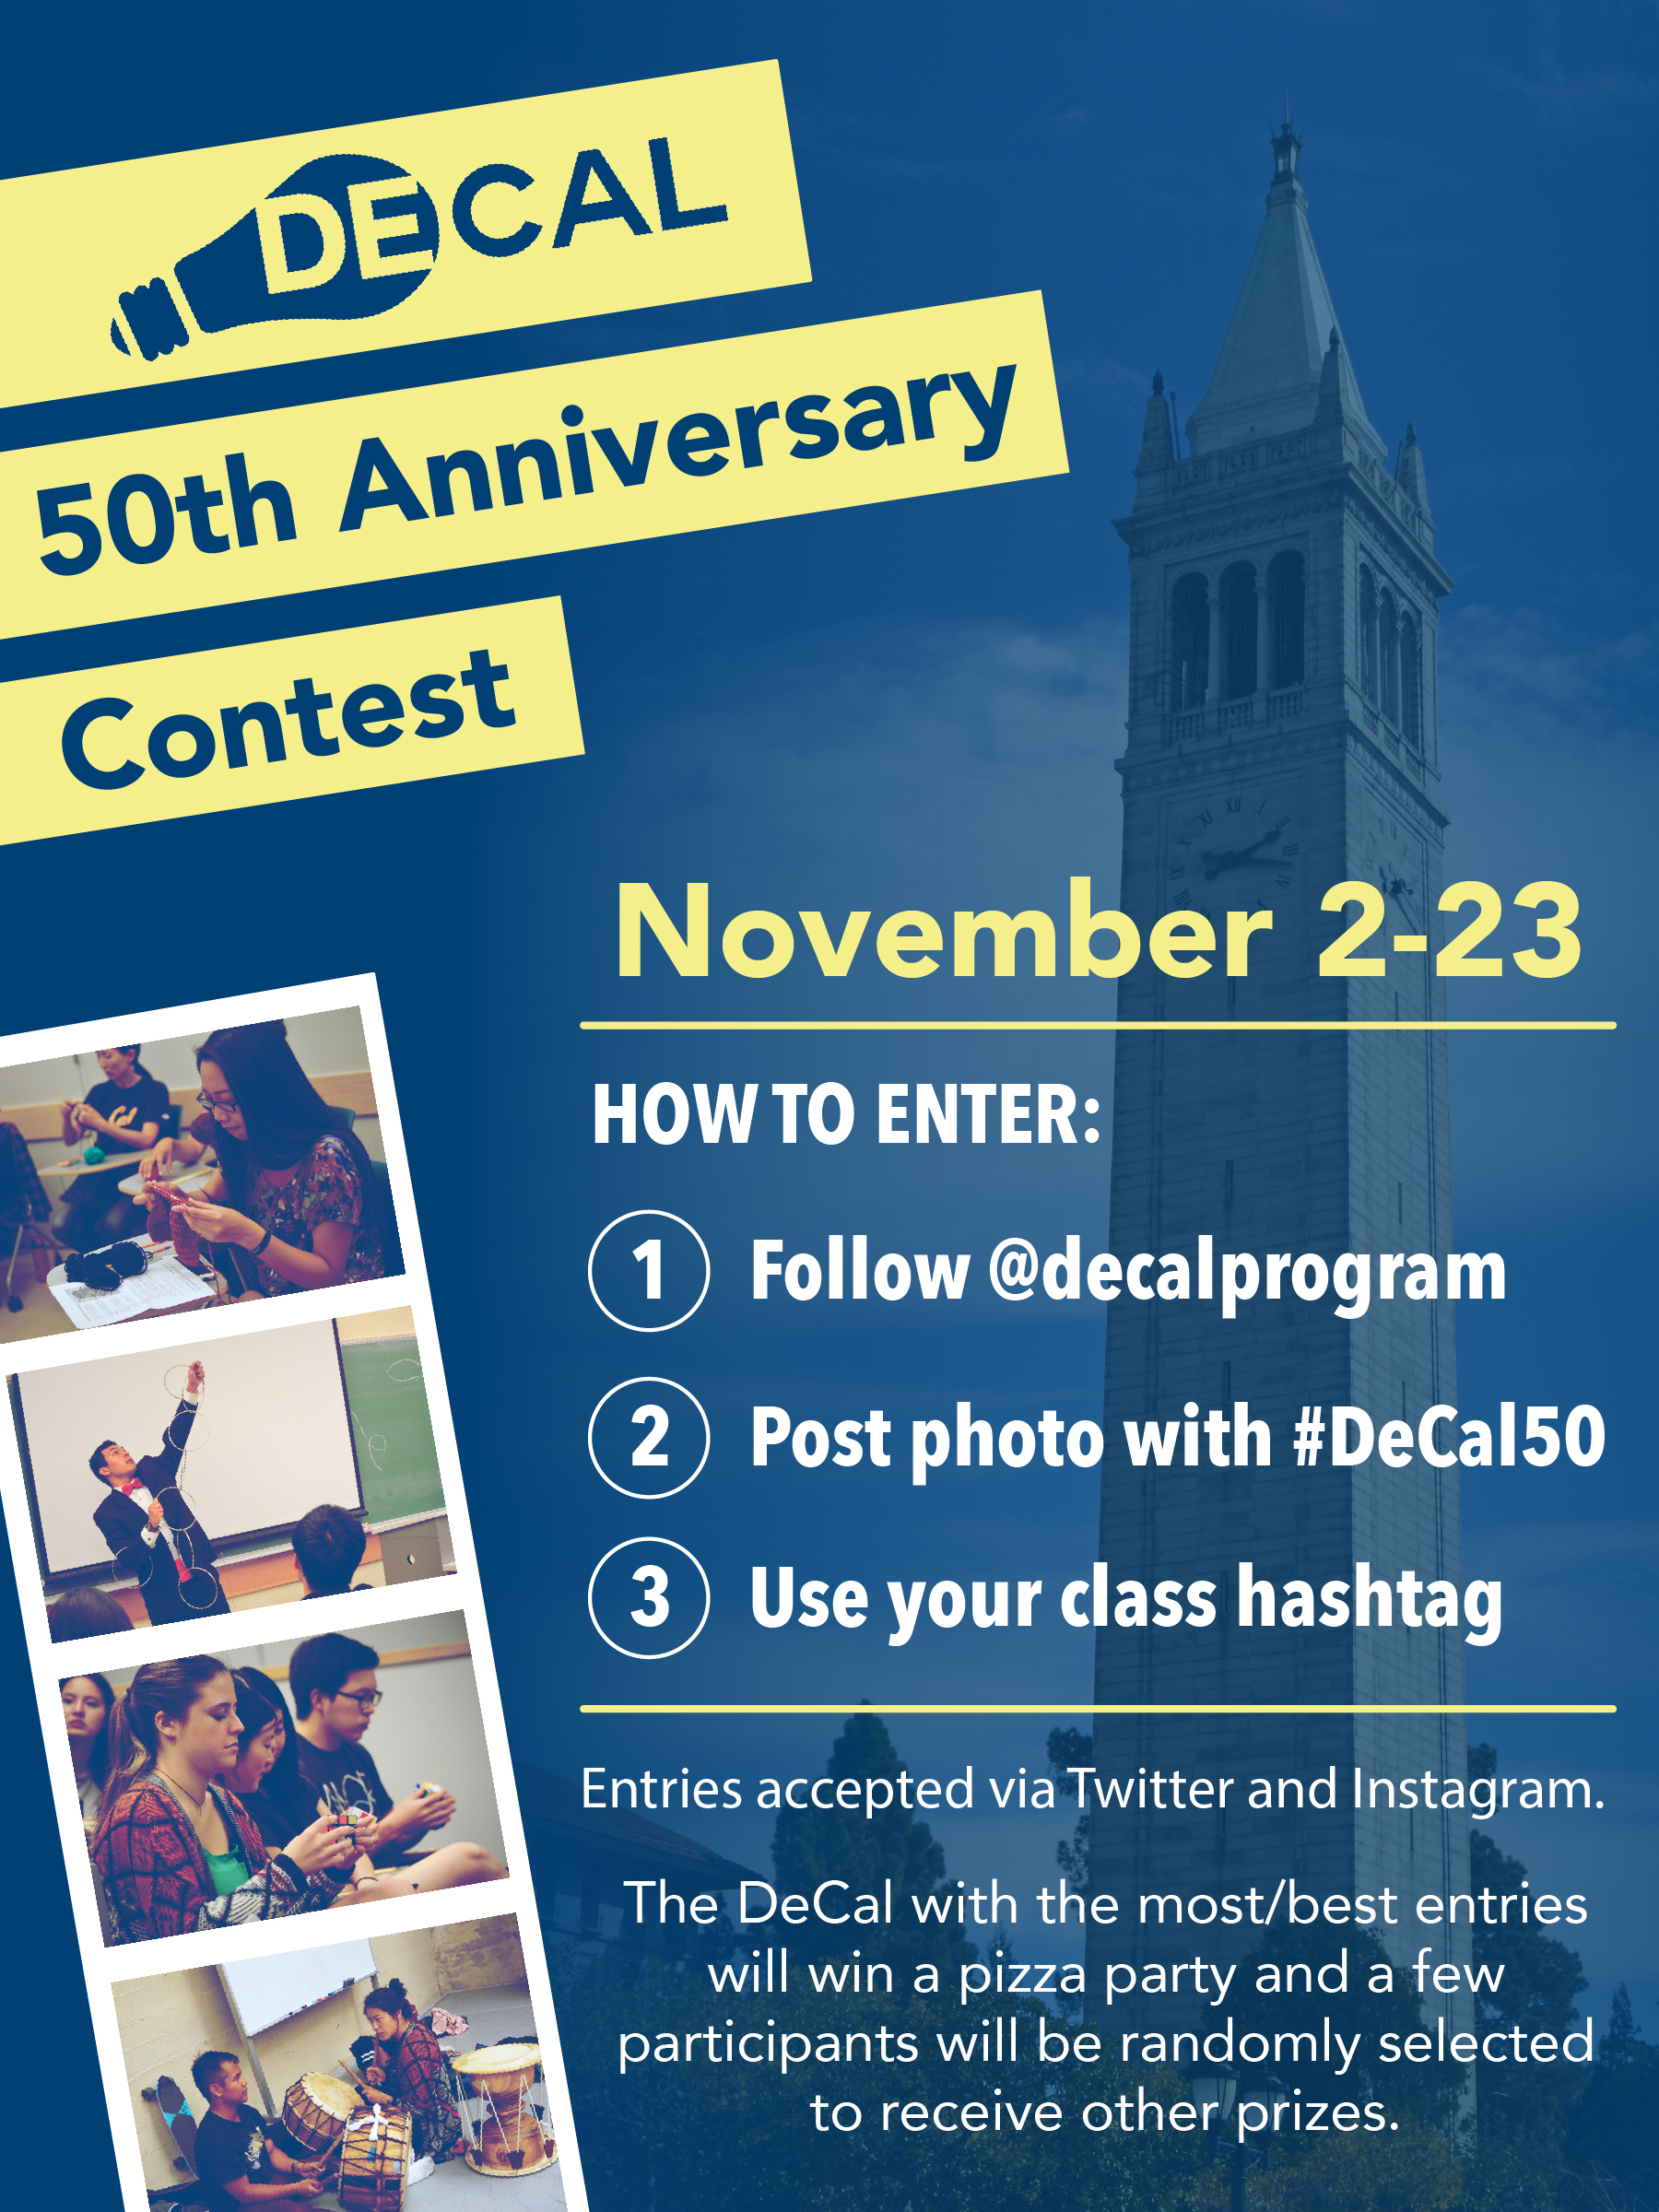 DECAL
50th Anniversary
Contest
November 2-23
HOW TO ENTER:
1 Follow @decalprogram
2 Post photo with #DeCal50
3 Use your class hashtag
Entries accepted via Twitter and Instagram.
The DeCal with the most/best entries
will win a pizza party and a few
participants will be randomly selected
to receive other prizes.